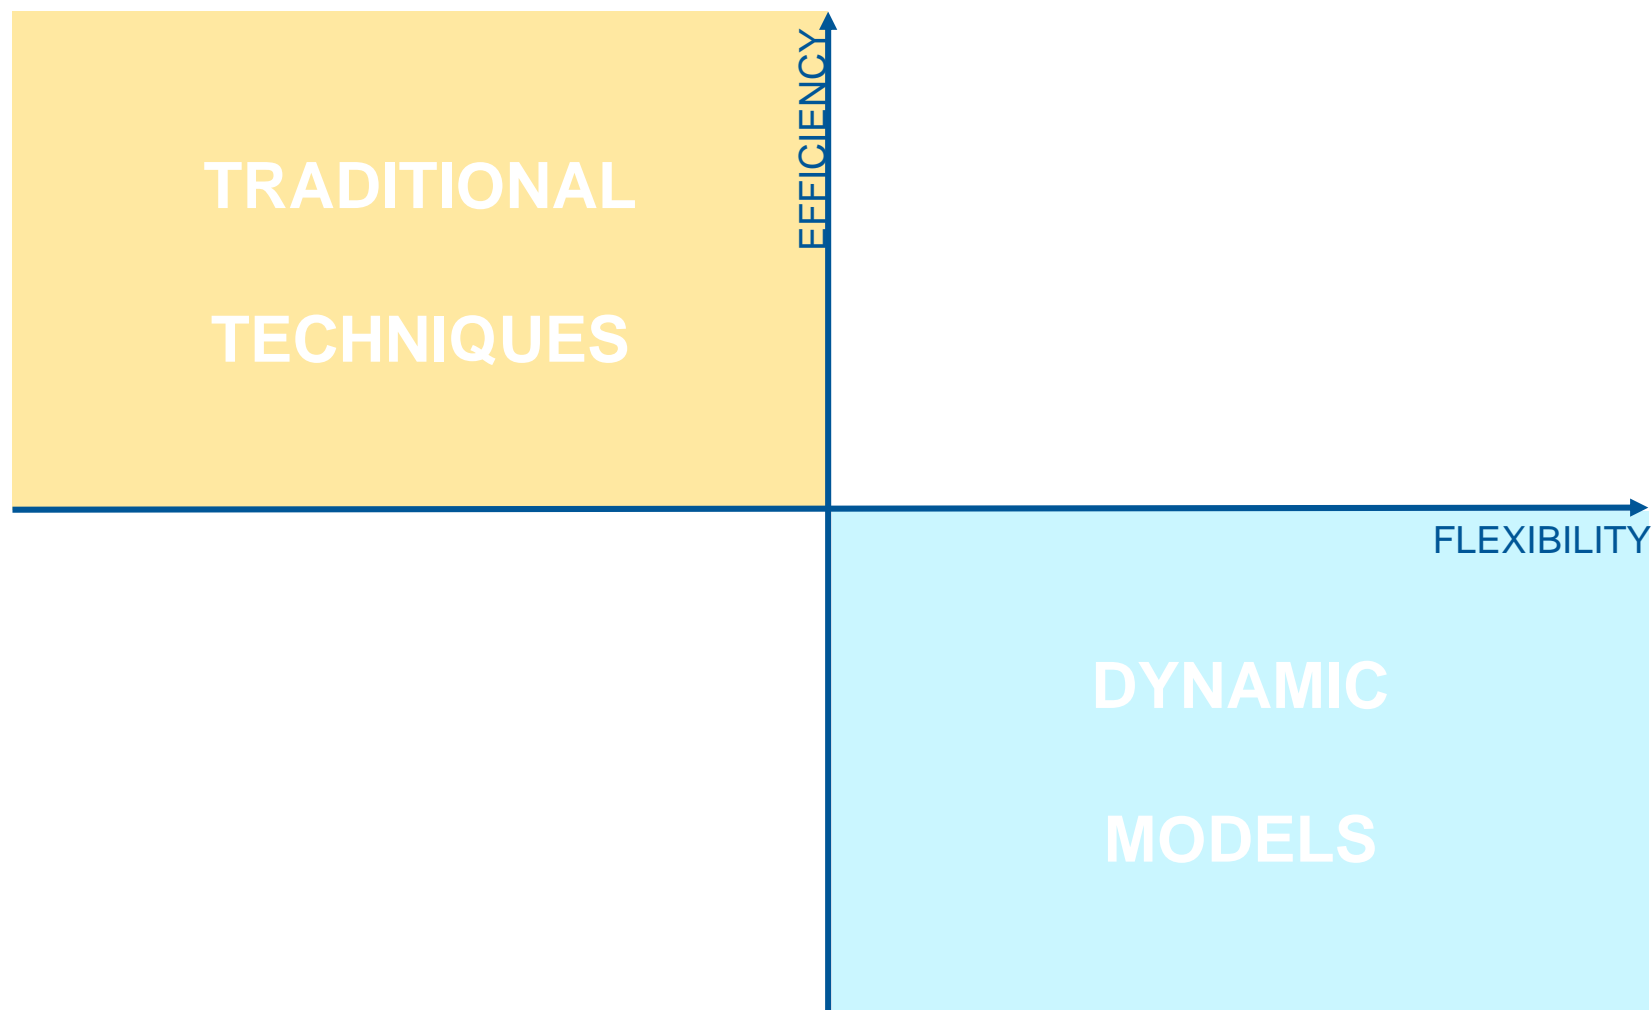 EFFICIENCY
TRADITIONAL
TECHNIQUES
FLEXIBILITY
DYNAMIC
MODELS